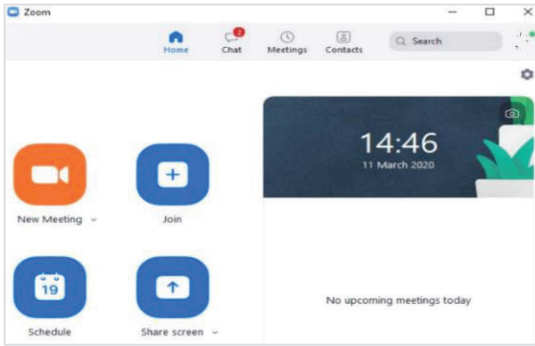 Zoom
Home
Chat
2
Meetings
Contacts
Search
14:46
11 March 2020
New Meeting
Join
19
Schedule
Share screen
No upcoming meetings today